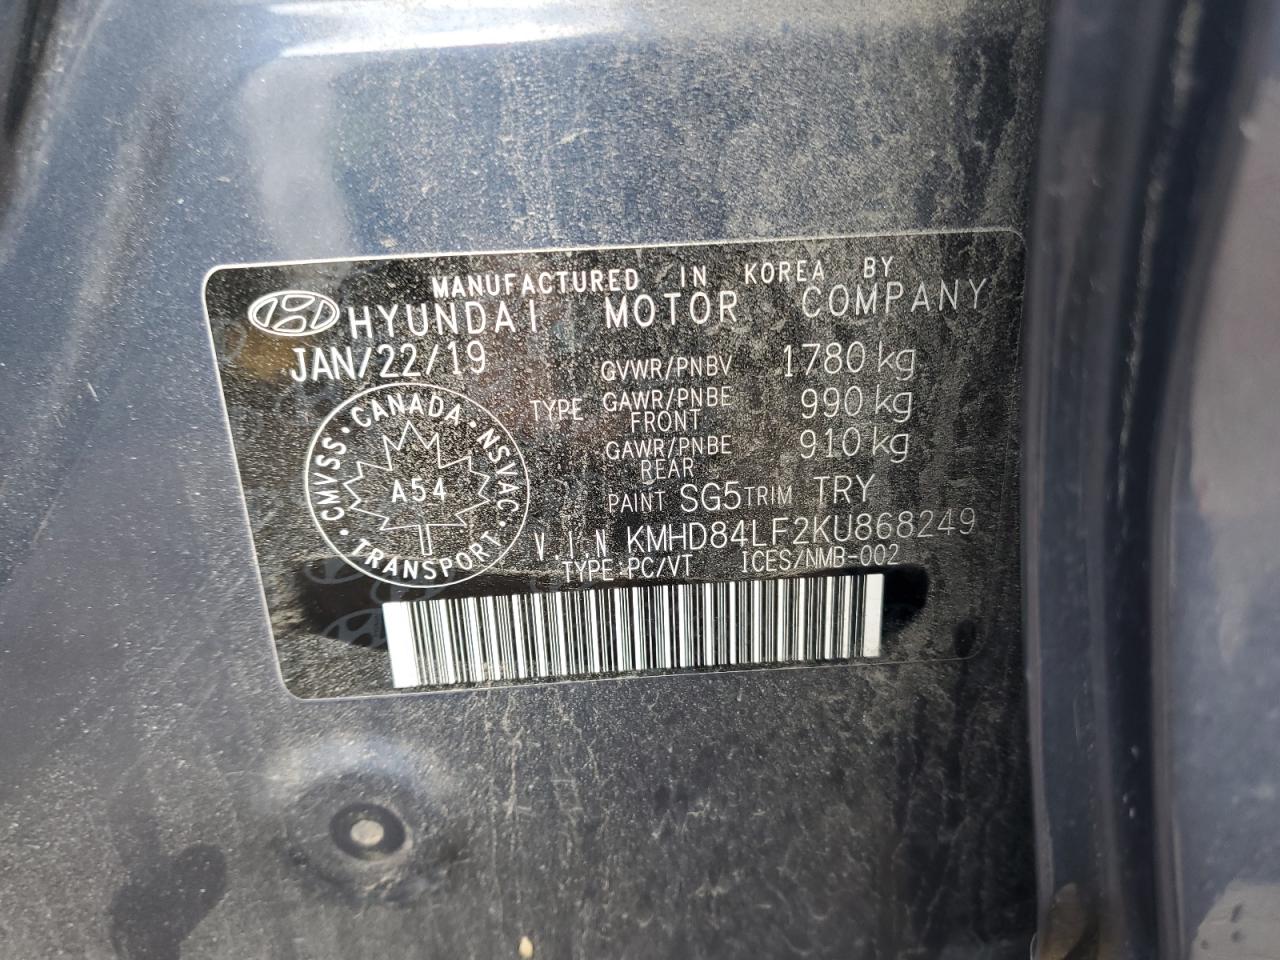 MANUFACTURED IN KOREA BY
HYUNDAI MOTOR COMPANY
JAN/22/19
GVWR/PNBV 1780 kg
TYPE GAWR/PNBE FRONT 990 kg
GAWR/PNBE REAR 910 kg
PAINT SG5 TRIM TRY
V.I.N KMHD84LF2KU868249
TYPE:PC/VT ICES/NMB-002
CMVSS · CANADA · NSVAC · TRANSPORT ·
A54